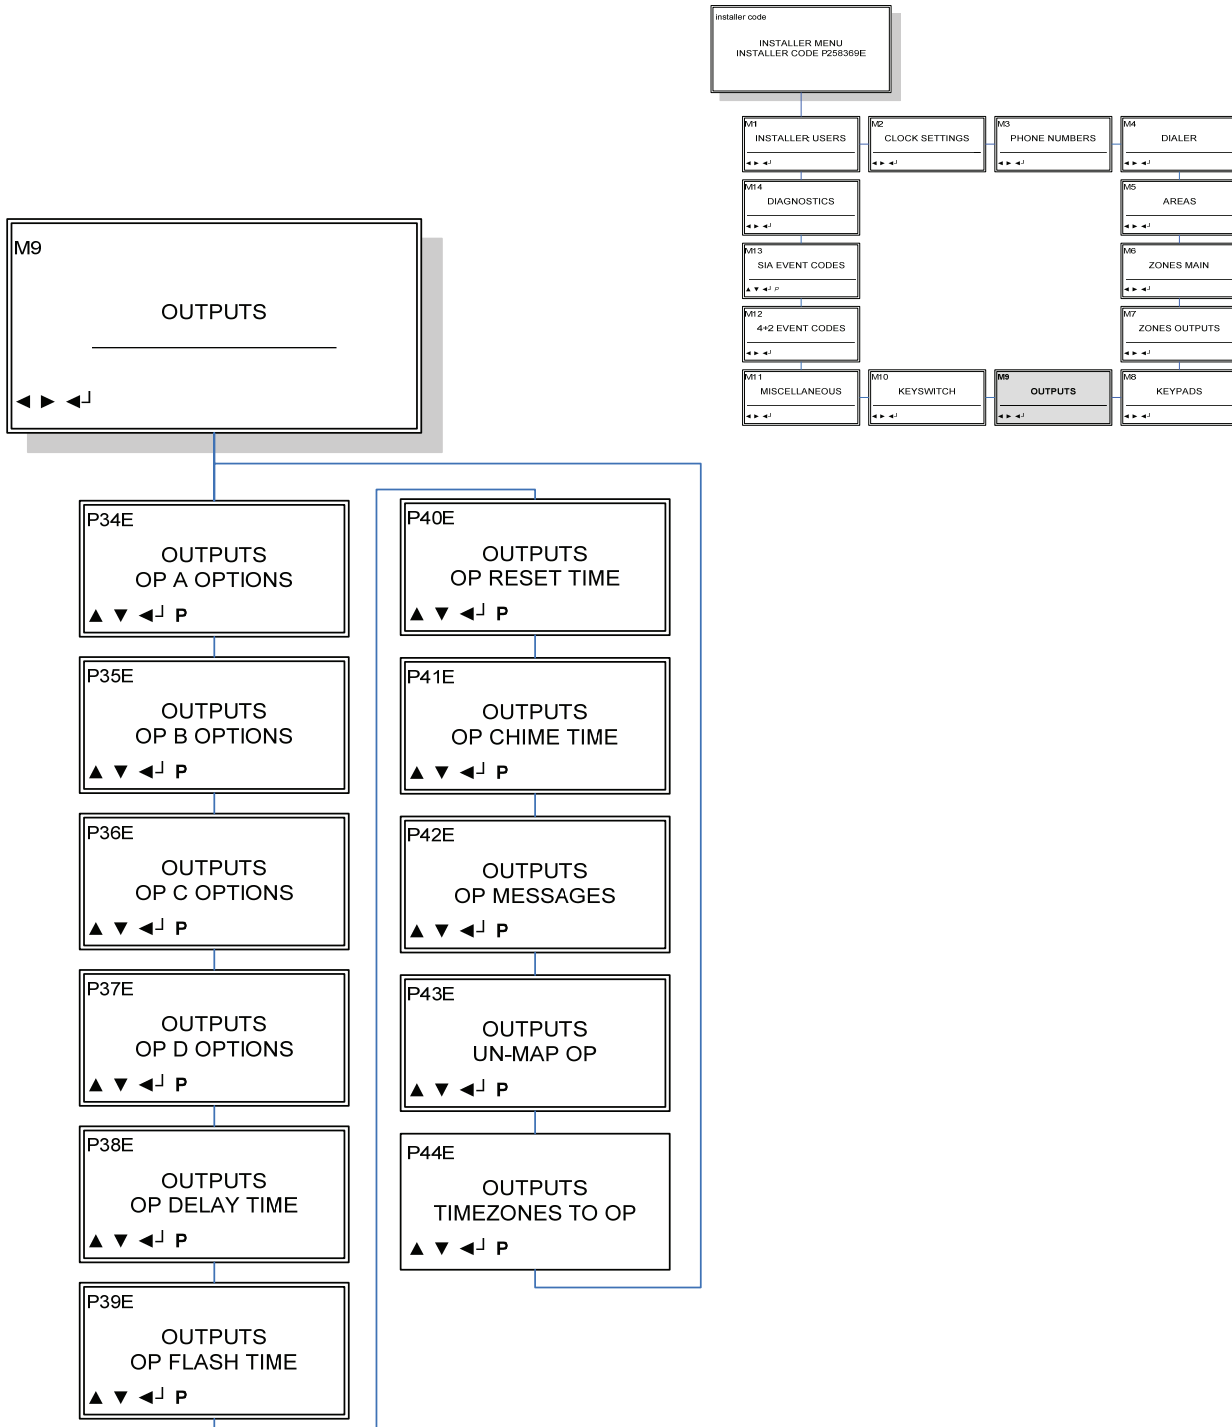 installer code
INSTALLER MENU
INSTALLER CODE P258369E
M1
INSTALLER; USERS
◄ ► ◄┘
M2
CLOCK SETTINGS
◄ ► ◄┘
M3
PHONE NUMBERS
◄ ► ◄┘
M4
DIALER
◄ ► ◄┘
M14
DIAGNOSTICS
◄ ► ◄┘
M5
AREAS
◄ ► ◄┘
M13
SIA EVENT CODES
▲ ▼ ◄┘ P
M6
ZONES MAIN
◄ ► ◄┘
M12
4+2 EVENT CODES
◄ ► ◄┘
M7
ZONES OUTPUTS
◄ ► ◄┘
M11
MISCELLANEOUS
◄ ► ◄┘
M10
KEYSWITCH
◄ ► ◄┘
M9
OUTPUTS
◄ ► ◄┘
M8
KEYPADS
◄ ► ◄┘
M9
OUTPUTS
◄ ► ◄┘
P34E
OUTPUTS
OP A OPTIONS
▲ ▼ ◄┘ P
P35E
OUTPUTS
OP B OPTIONS
▲ ▼ ◄┘ P
P36E
OUTPUTS
OP C OPTIONS
▲ ▼ ◄┘ P
P37E
OUTPUTS
OP D OPTIONS
▲ ▼ ◄┘ P
P38E
OUTPUTS
OP DELAY TIME
▲ ▼ ◄┘ P
P39E
OUTPUTS
OP FLASH TIME
▲ ▼ ◄┘ P
P40E
OUTPUTS
OP RESET TIME
▲ ▼ ◄┘ P
P41E
OUTPUTS
OP CHIME TIME
▲ ▼ ◄┘ P
P42E
OUTPUTS
OP MESSAGES
▲ ▼ ◄┘ P
P43E
OUTPUTS
UN-MAP OP
▲ ▼ ◄┘ P
P44E
OUTPUTS
TIMEZONES TO OP
▲ ▼ ◄┘ P